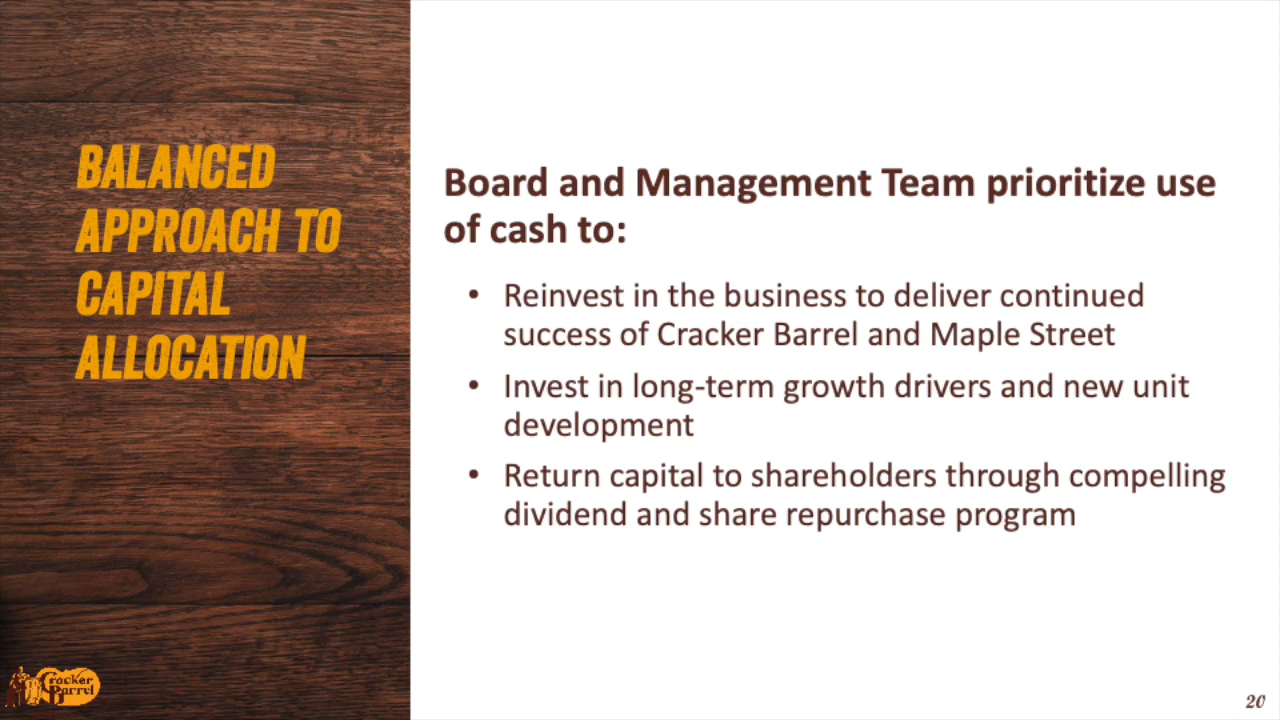 BALANCED
APPROACH TO
CAPITAL
ALLOCATION
Board and Management Team prioritize use
of cash to:
• Reinvest in the business to deliver continued
success of Cracker Barrel and Maple Street
• Invest in long-term growth drivers and new unit
development
• Return capital to shareholders through compelling
dividend and share repurchase program
Cracker
Barrel
20